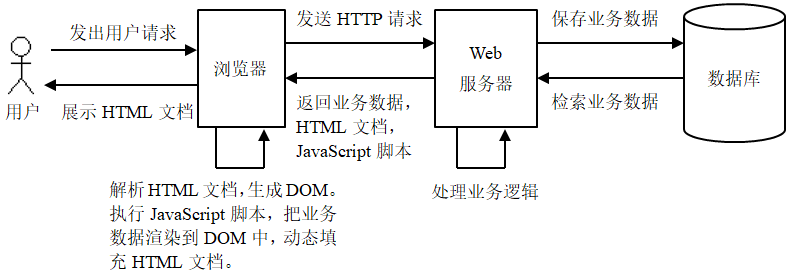 发出用户请求
用户
展示 HTML 文档
浏览器
解析 HTML 文档，生成 DOM。
执行 JavaScript 脚本，把业务
数据渲染到 DOM 中，动态填
充 HTML 文档。
发送 HTTP 请求
返回业务数据，
HTML 文档，
JavaScript 脚本
Web
服务器
处理业务逻辑
保存业务数据
检索业务数据
数据库